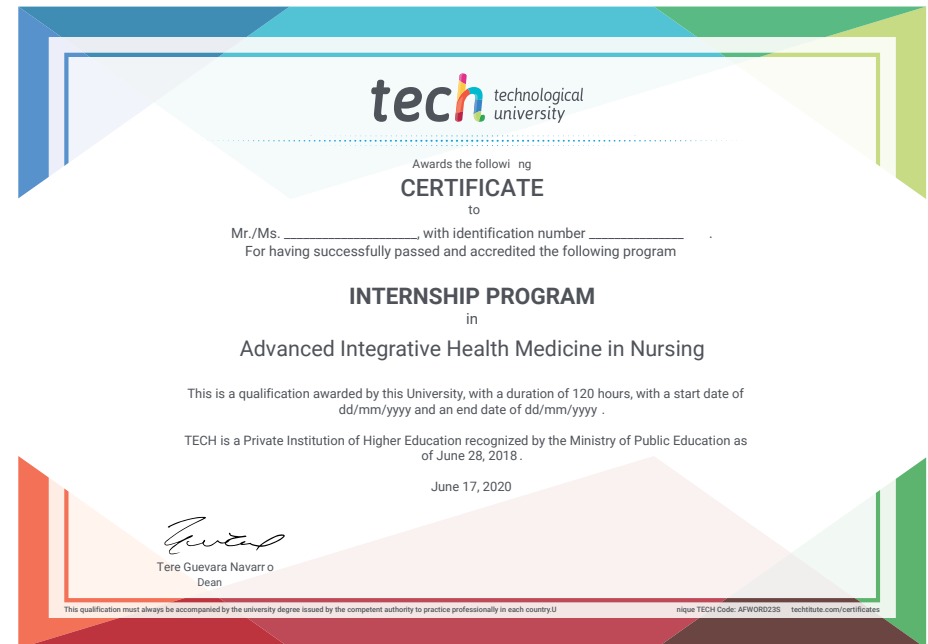 tech technological
university
Awards the followi ng
CERTIFICATE
to
Mr./Ms. _____________________, with identification number _______________ .
For having successfully passed and accredited the following program
INTERNSHIP PROGRAM
in
Advanced Integrative Health Medicine in Nursing
This is a qualification awarded by this University, with a duration of 120 hours, with a start date of
dd/mm/yyyy and an end date of dd/mm/yyyy .
TECH is a Private Institution of Higher Education recognized by the Ministry of Public Education as
of June 28, 2018 .
June 17, 2020
Tere Guevara Navarr o
Dean
This qualification must always be accompanied by the university degree issued by the competent authority to practice professionally in each country.U nique TECH Code: AFWORD23S techtitute.com/certificates